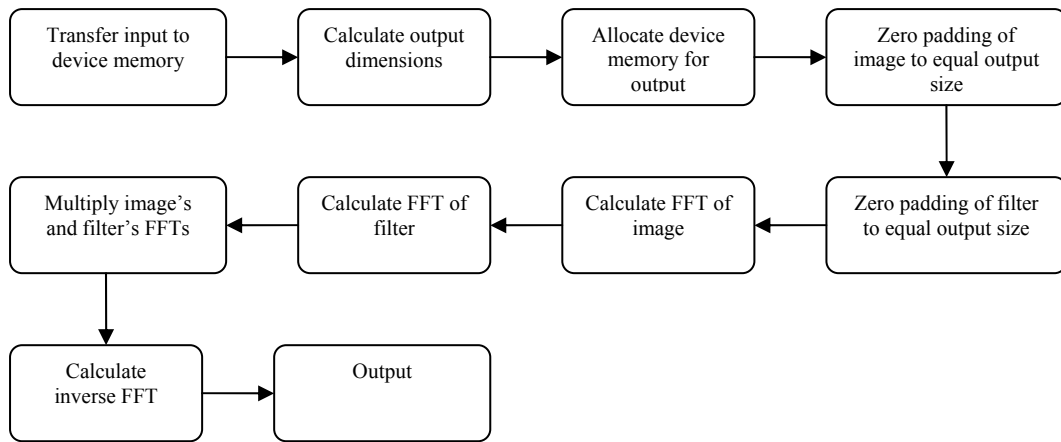 Transfer input to
device memory
Calculate output
dimensions
Allocate device
memory for
output
Zero padding of
image to equal output
size
Zero padding of filter
to equal output size
Calculate FFT of
image
Calculate FFT of
filter
Multiply image’s
and filter’s FFTs
Calculate
inverse FFT
Output